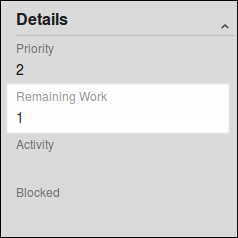 Details
Priority
2
Remaining Work
1
Activity
Blocked